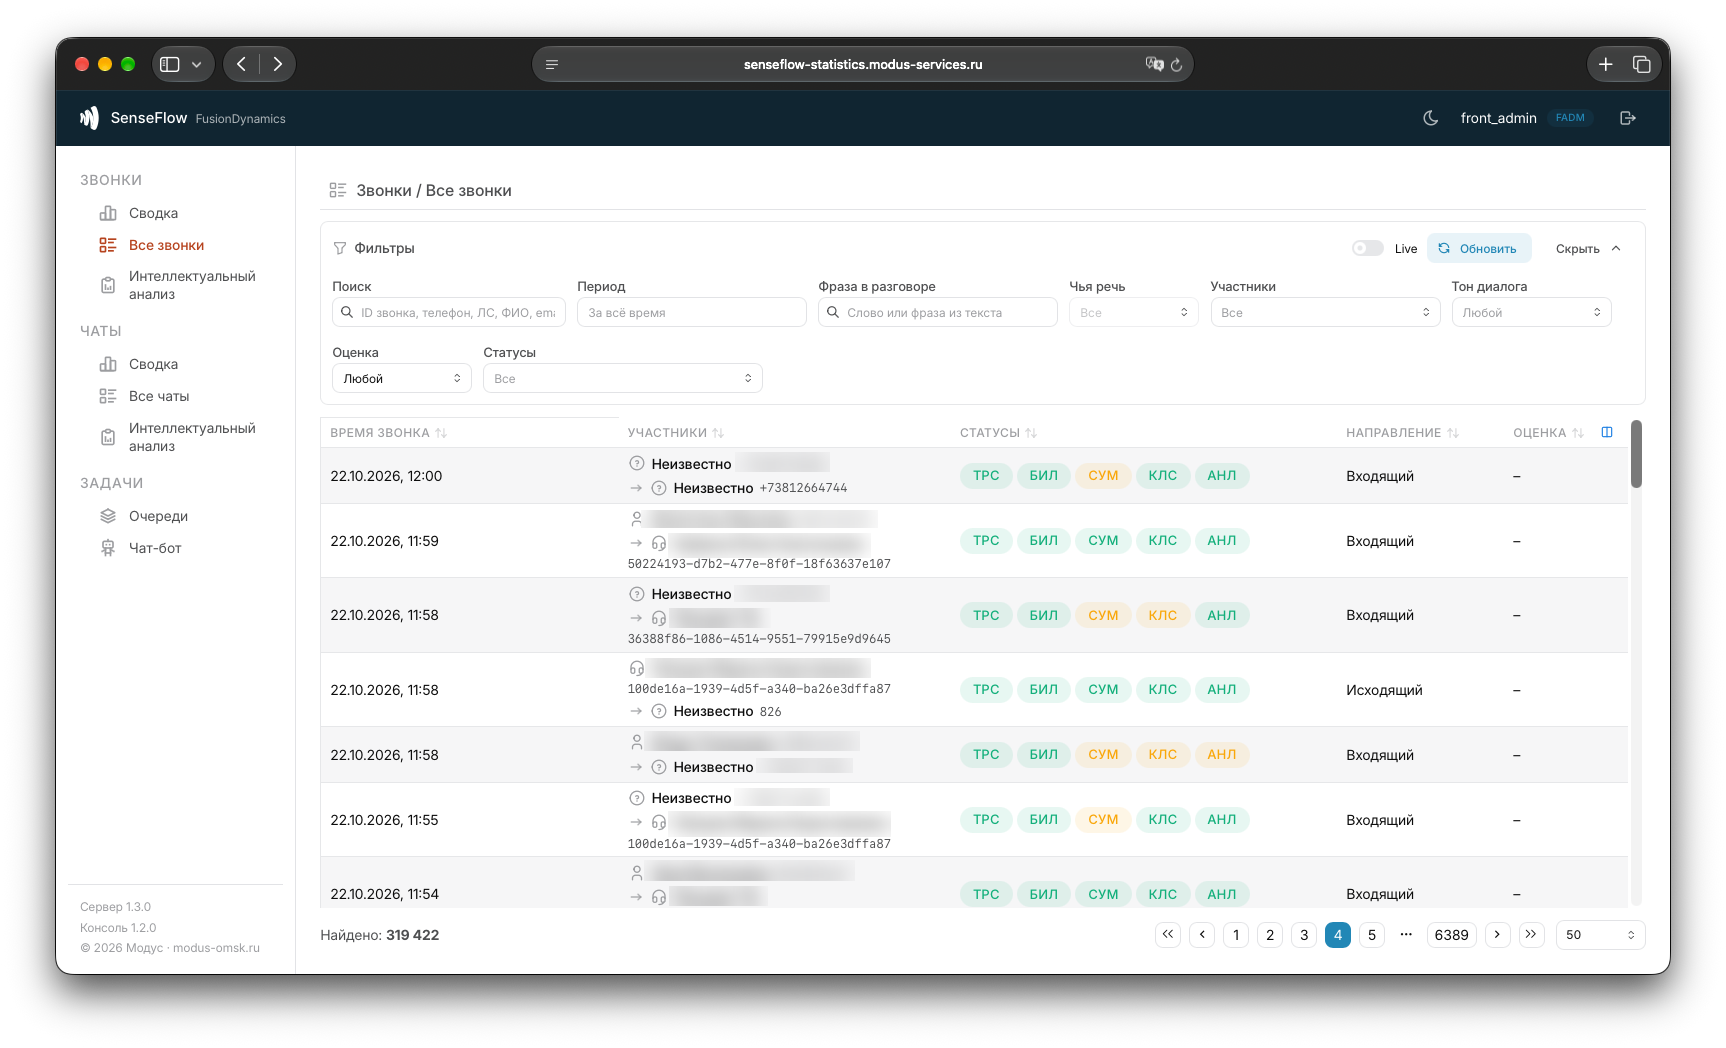 senseflow-statistics.modus-services.ru
SenseFlow FusionDynamics
front_admin FADM
ЗВОНКИ
Сводка
Все звонки
Интеллектуальный
анализ
ЧАТЫ
Сводка
Все чаты
Интеллектуальный
анализ
ЗАДАЧИ
Очереди
Чат-бот
Сервер 1.3.0
Консоль 1.2.0
© 2026 Модус · modus-omsk.ru
Звонки / Все звонки
Фильтры
Live Обновить Скрыть
Поиск Период Фраза в разговоре Чья речь Участники Тон диалога
ID звонка, телефон, ЛС, ФИО, ema За всё время Слово или фраза из текста Все Все Любой
Оценка Статусы
Любой Все
ВРЕМЯ ЗВОНКА УЧАСТНИКИ СТАТУСЫ НАПРАВЛЕНИЕ ОЦЕНКА
Неизвестно
22.10.2026, 12:00 ТРС БИЛ СУМ КЛС АНЛ Входящий –
→ Неизвестно +73812664744
22.10.2026, 11:59 → ТРС БИЛ СУМ КЛС АНЛ Входящий –
50224193-d7b2-477e-8f0f-18f63637e107
Неизвестно
22.10.2026, 11:58 → ТРС БИЛ СУМ КЛС АНЛ Входящий –
36388f86-1086-4514-9551-79915e9d9645
22.10.2026, 11:58 100de16a-1939-4d5f-a340-ba26e3dffa87 ТРС БИЛ СУМ КЛС АНЛ Исходящий –
→ Неизвестно 826
22.10.2026, 11:58 ТРС БИЛ СУМ КЛС АНЛ Входящий –
→ Неизвестно
Неизвестно
22.10.2026, 11:55 → ТРС БИЛ СУМ КЛС АНЛ Входящий –
100de16a-1939-4d5f-a340-ba26e3dffa87
22.10.2026, 11:54 → ТРС БИЛ СУМ КЛС АНЛ Входящий –
Найдено: 319 422
1 2 3 4 5 ··· 6389 50